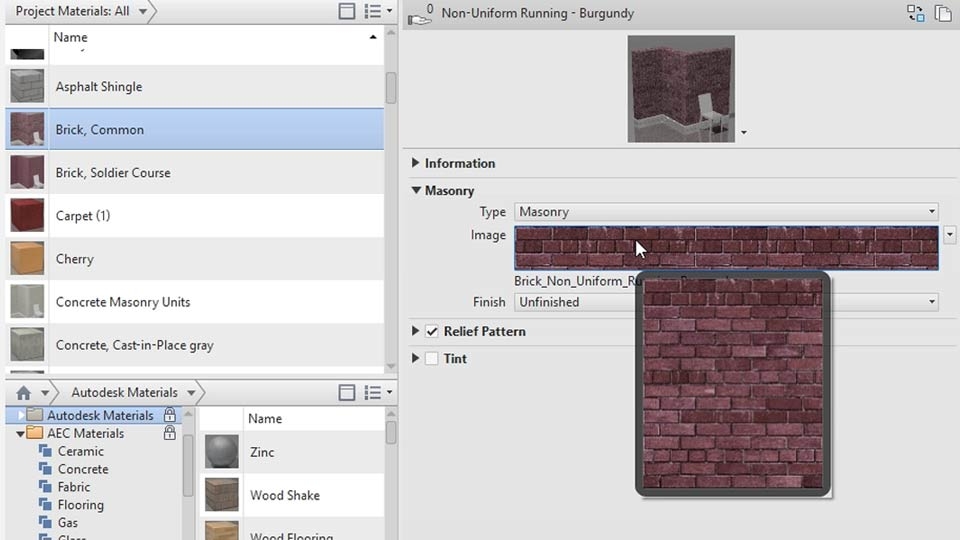 Project Materials: All
Name
Asphalt Shingle
Brick, Common
Brick, Soldier Course
Carpet (1)
Cherry
Concrete Masonry Units
Concrete, Cast-in-Place gray
Autodesk Materials
Autodesk Materials
AEC Materials
Ceramic
Concrete
Fabric
Flooring
Gas
Glass
Name
Zinc
Wood Shake
Wood Flooring
0
Non-Uniform Running - Burgundy
Information
Masonry
Type
Masonry
Image
Brick_Non_Uniform_Ru
Finish
Unfinished
Relief Pattern
Tint